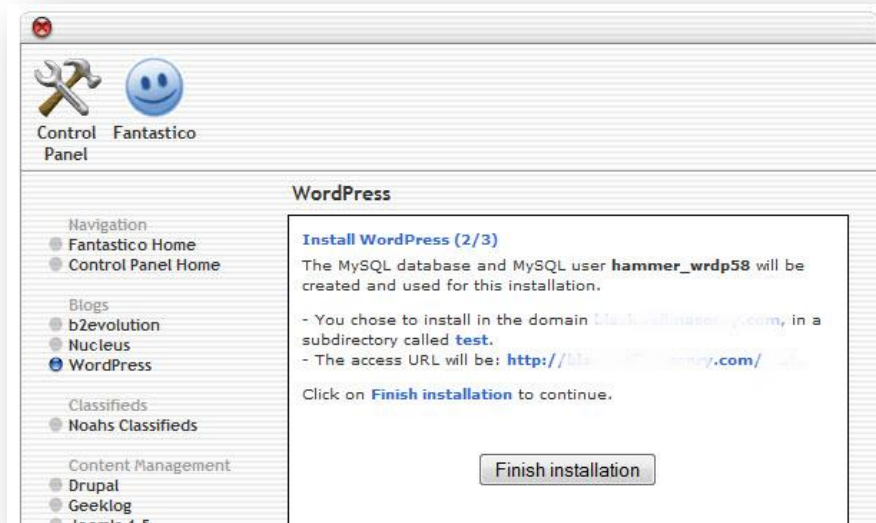 Control Panel
Fantastico
WordPress
Navigation
Fantastico Home
Control Panel Home
Blogs
b2evolution
Nucleus
WordPress
Classifieds
Noahs Classifieds
Content Management
Drupal
Geeklog
Install WordPress (2/3)
The MySQL database and MySQL user hammer_wrdp58 will be
created and used for this installation.
- You chose to install in the domain .com, in a
subdirectory called test.
- The access URL will be: http:// .com/
Click on Finish installation to continue.
Finish installation